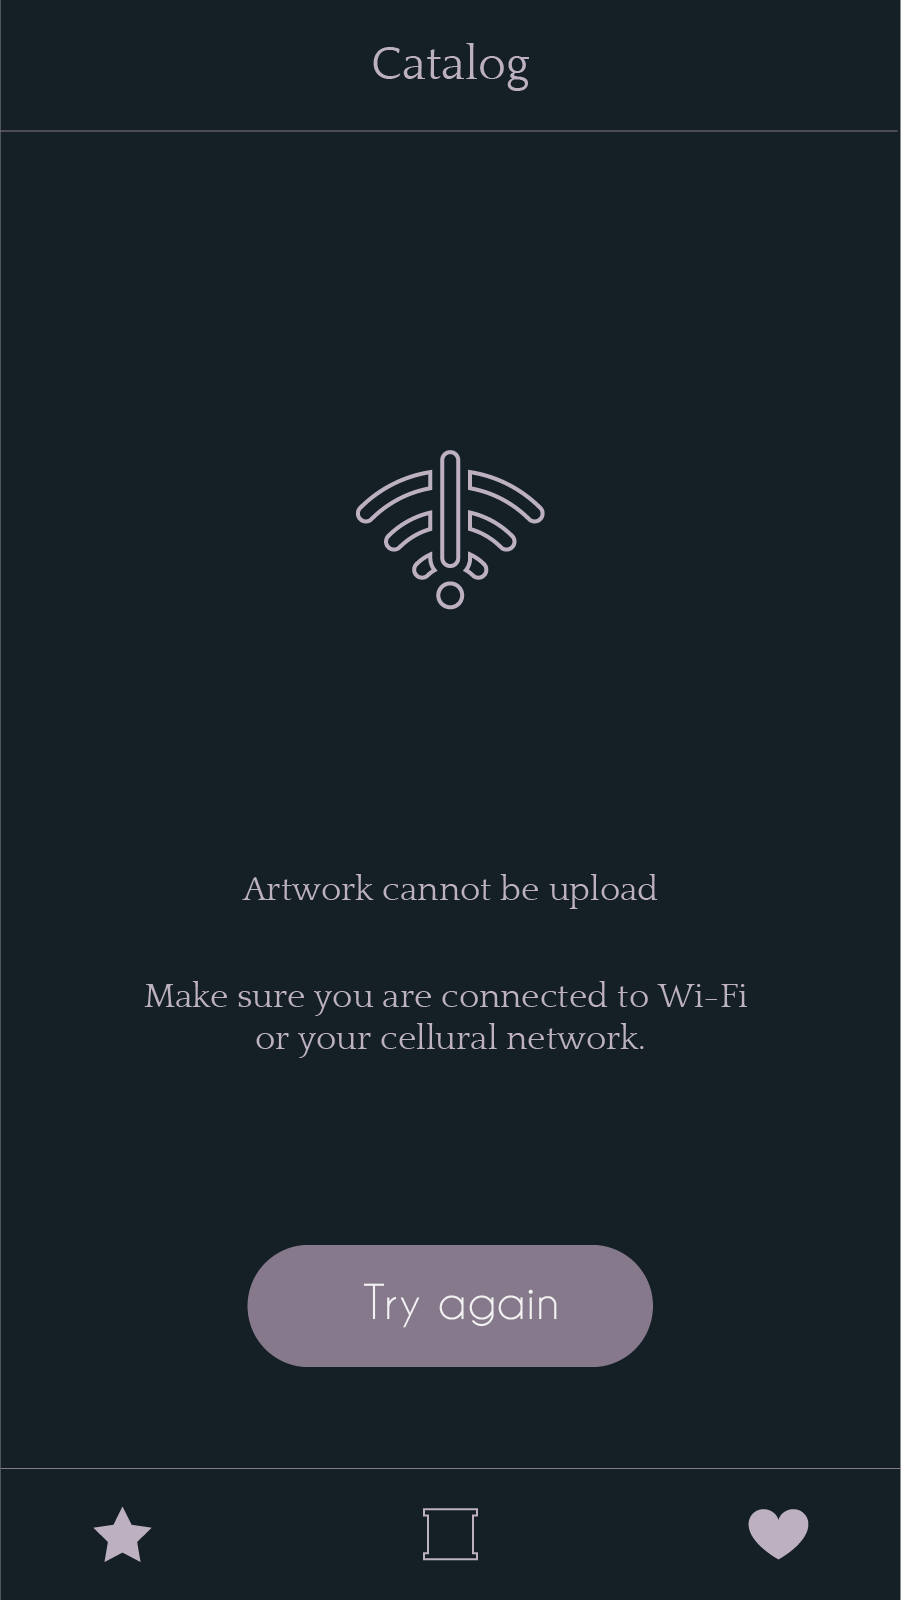 Catalog
Artwork cannot be upload
Make sure you are connected to Wi-Fi
or your cellural network.
Try again